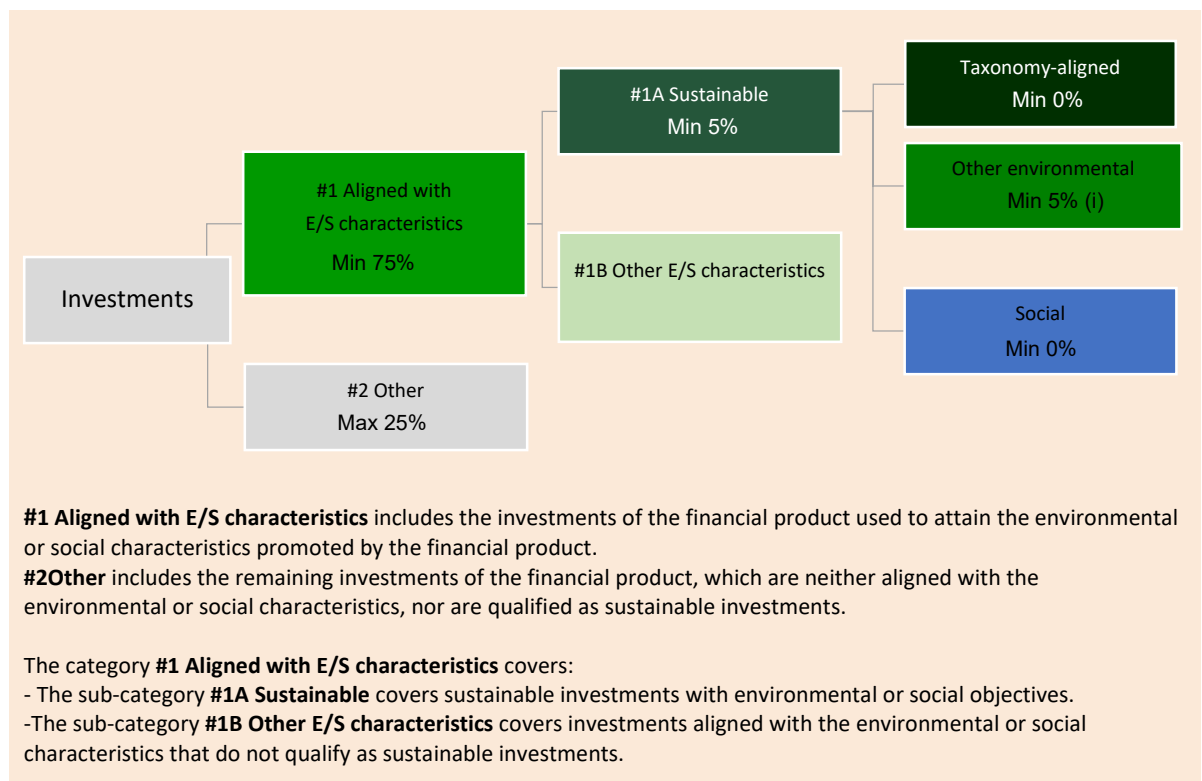 Investments
#1 Aligned with
E/S characteristics
Min 75%
#2 Other
Max 25%
#1A Sustainable
Min 5%
#1B Other E/S characteristics
Taxonomy-aligned
Min 0%
Other environmental
Min 5% (i)
Social
Min 0%
#1 Aligned with E/S characteristics includes the investments of the financial product used to attain the environmental
or social characteristics promoted by the financial product.
#2Other includes the remaining investments of the financial product, which are neither aligned with the
environmental or social characteristics, nor are qualified as sustainable investments.
The category #1 Aligned with E/S characteristics covers:
- The sub-category #1A Sustainable covers sustainable investments with environmental or social objectives.
-The sub-category #1B Other E/S characteristics covers investments aligned with the environmental or social
characteristics that do not qualify as sustainable investments.